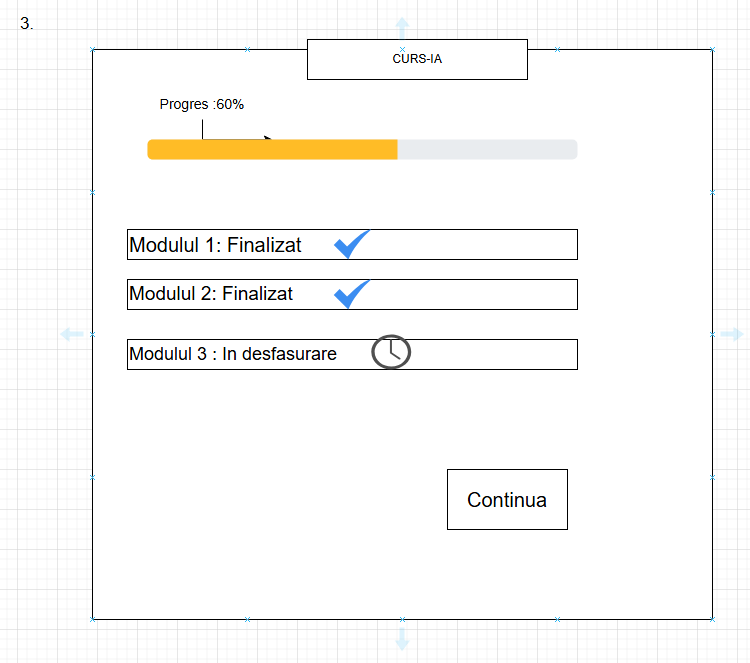 3.
CURS-IA
Progres :60%
Modulul 1: Finalizat
Modulul 2: Finalizat
Modulul 3 : In desfasurare
Continua